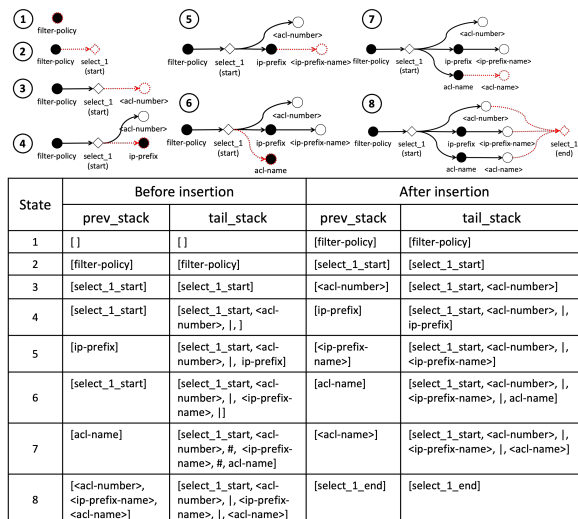 1
filter-policy
2
filter-policy select_1 (start)
3
filter-policy select_1 (start) <acl-number>
4
<acl-number>
filter-policy select_1 (start) ip-prefix
5
<acl-number>
filter-policy select_1 (start) ip-prefix <ip-prefix-name>
6
<acl-number>
filter-policy select_1 (start) ip-prefix <ip-prefix-name>
acl-name
7
<acl-number>
filter-policy select_1 (start) ip-prefix <ip-prefix-name>
acl-name <acl-name>
8
<acl-number>
filter-policy select_1 (start) ip-prefix <ip-prefix-name> select_1 (end)
acl-name <acl-name>
State Before insertion After insertion
prev_stack tail_stack prev_stack tail_stack
1 [ ] [ ] [filter-policy] [filter-policy]
2 [filter-policy] [filter-policy] [select_1_start] [select_1_start]
3 [select_1_start] [select_1_start] [<acl-number>] [select_1_start, <acl-number>]
4 [select_1_start] [select_1_start, <acl-
number>, |, ] [ip-prefix] [select_1_start, <acl-number>, |,
ip-prefix]
5 [ip-prefix] [select_1_start, <acl-
number>, |, ip-prefix] [<ip-prefix-
name>] [select_1_start, <acl-number>, |,
<ip-prefix-name>]
6 [select_1_start] [select_1_start, <acl-
number>, |, <ip-prefix-
name>, |] [acl-name] [select_1_start, <acl-number>, |,
<ip-prefix-name>, |, acl-name]
7 [acl-name] [select_1_start, <acl-
number>, #, <ip-prefix-
name>, #, acl-name] [<acl-name>] [select_1_start, <acl-number>, |,
<ip-prefix-name>, |, <acl-name>]
8 [<acl-number>,
<ip-prefix-name>,
<acl-name>] [select_1_start, <acl-
number>, |, <ip-prefix-
name>, |, <acl-name>] [select_1_end] [select_1_end]